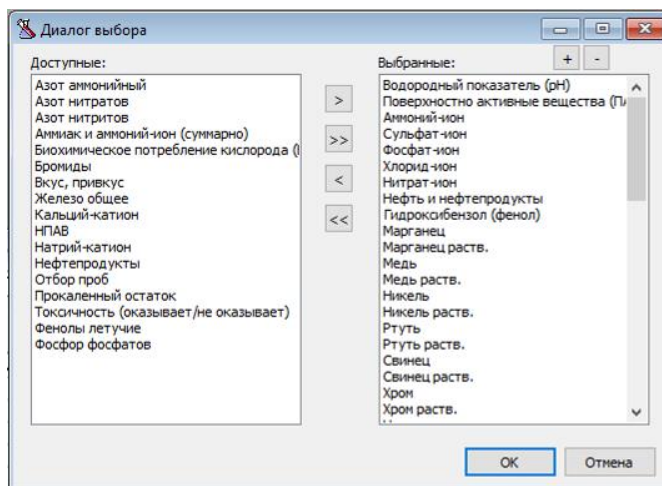 Диалог выбора
Доступные:
Азот аммонийный
Азот нитратов
Азот нитритов
Аммиак и аммоний-ион (суммарно)
Биохимическое потребление кислорода (
Бромиды
Вкус, привкус
Железо общее
Кальций-катион
НПАВ
Натрий-катион
Нефтепродукты
Отбор проб
Прокаленный остаток
Токсичность (оказывает/не оказывает)
Фенолы летучие
Фосфор фосфатов
>
>>
<
<<
Выбранные:
+ -
Водородный показатель (pH)
Поверхностно активные вещества (ПА
Аммоний-ион
Сульфат-ион
Фосфат-ион
Хлорид-ион
Нитрат-ион
Нефть и нефтепродукты
Гидроксибензол (фенол)
Марганец
Марганец раств.
Медь
Медь раств.
Никель
Никель раств.
Ртуть
Ртуть раств.
Свинец
Свинец раств.
Хром
Хром раств.
OK Отмена